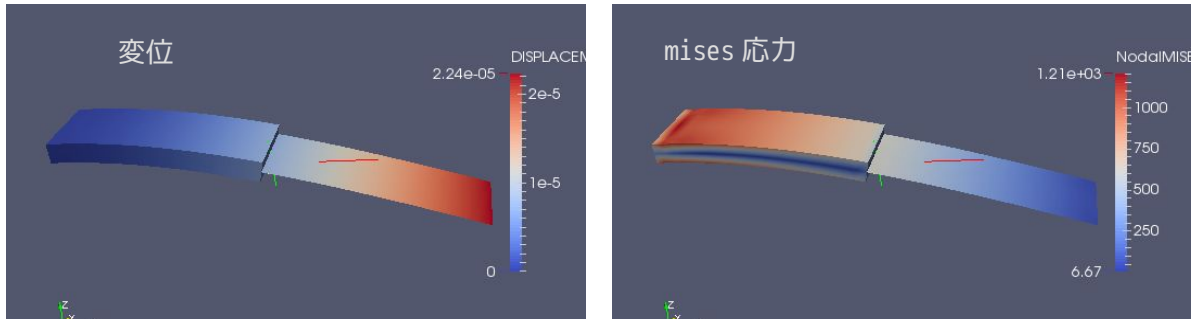 変位
DISPLACEM
2.24e-05
2e-5
1e-5
0
Z
X
mises 応力
NodalMISE
1.21e+03
1000
750
500
250
6.67
Z
X